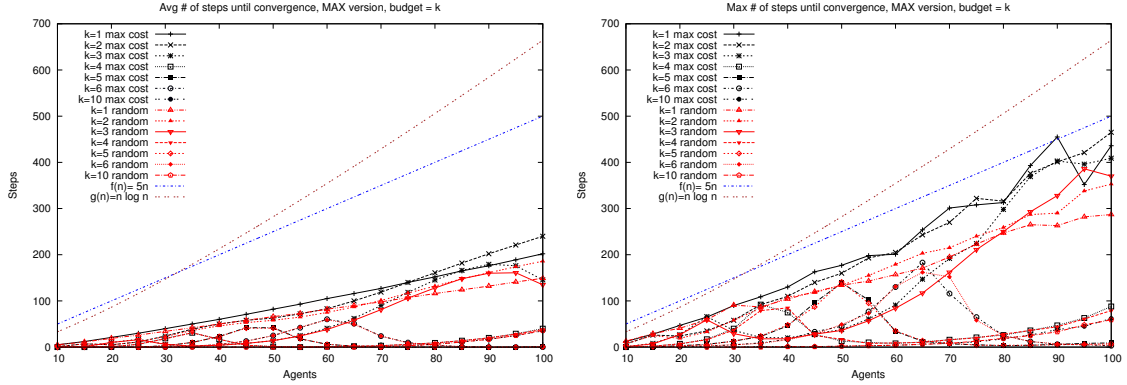 Avg # of steps until convergence, MAX version, budget = k
700
600
500
400
300
200
100
0
Steps
k=1 max cost
k=2 max cost
k=3 max cost
k=4 max cost
k=5 max cost
k=6 max cost
k=10 max cost
k=1 random
k=2 random
k=3 random
k=4 random
k=5 random
k=6 random
k=10 random
f(n)= 5n
g(n)=n log n
10 20 30 40 50 60 70 80 90 100
Agents
Max # of steps until convergence, MAX version, budget = k
700
600
500
400
300
200
100
0
Steps
k=1 max cost
k=2 max cost
k=3 max cost
k=4 max cost
k=5 max cost
k=6 max cost
k=10 max cost
k=1 random
k=2 random
k=3 random
k=4 random
k=5 random
k=6 random
k=10 random
f(n)= 5n
g(n)=n log n
10 20 30 40 50 60 70 80 90 100
Agents